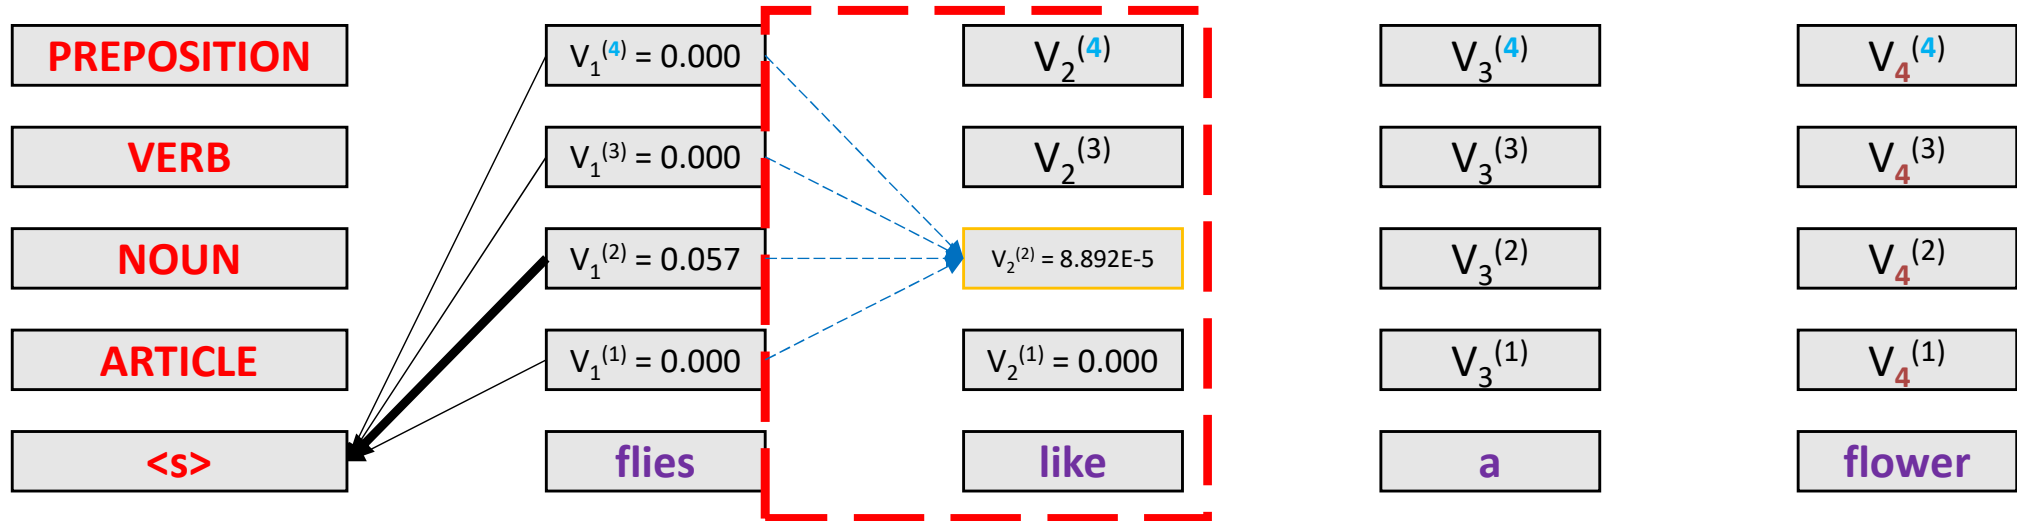 PREPOSITION V₁⁽⁴⁾ = 0.000 V₂⁽⁴⁾ V₃⁽⁴⁾ V₄⁽⁴⁾
VERB V₁⁽³⁾ = 0.000 V₂⁽³⁾ V₃⁽³⁾ V₄⁽³⁾
NOUN V₁⁽²⁾ = 0.057 V₂⁽²⁾ = 8.892E-5 V₃⁽²⁾ V₄⁽²⁾
ARTICLE V₁⁽¹⁾ = 0.000 V₂⁽¹⁾ = 0.000 V₃⁽¹⁾ V₄⁽¹⁾
<s> flies like a flower